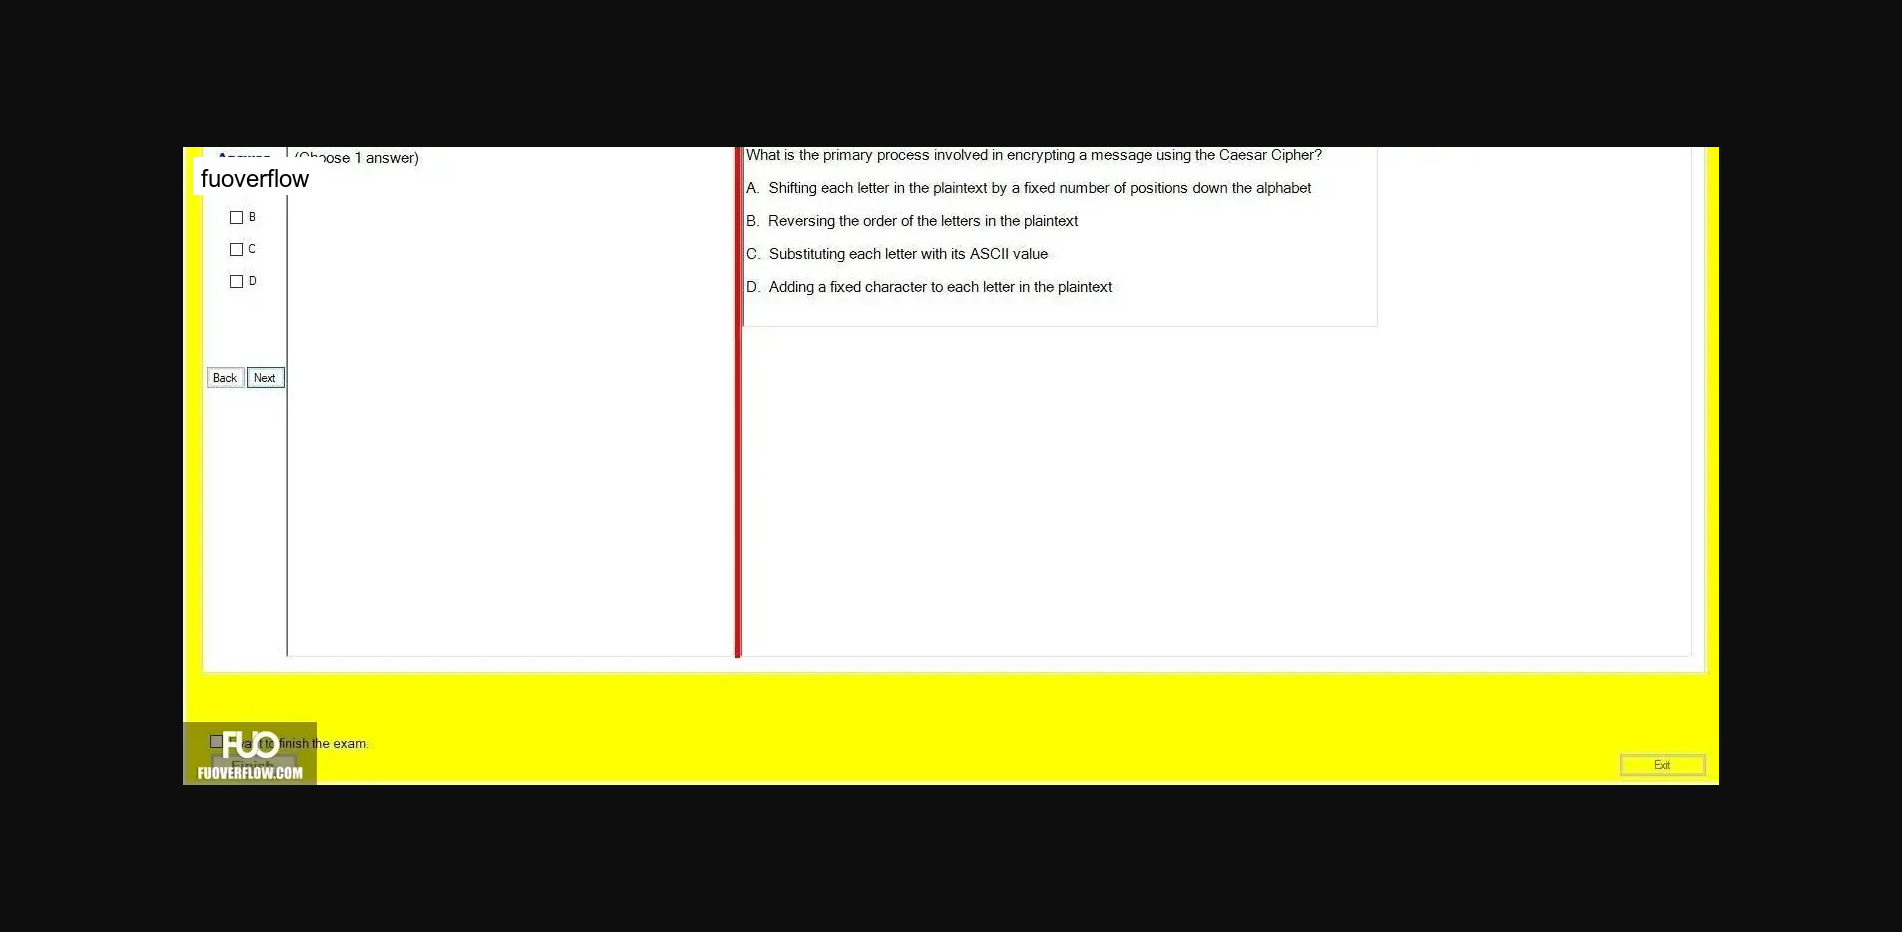 (Choose 1 answer)
fuoverflow
B
C
D
Back Next
What is the primary process involved in encrypting a message using the Caesar Cipher?
A. Shifting each letter in the plaintext by a fixed number of positions down the alphabet
B. Reversing the order of the letters in the plaintext
C. Substituting each letter with its ASCII value
D. Adding a fixed character to each letter in the plaintext
FUO
to finish the exam.
FUOVERFLOW.COM
Exit